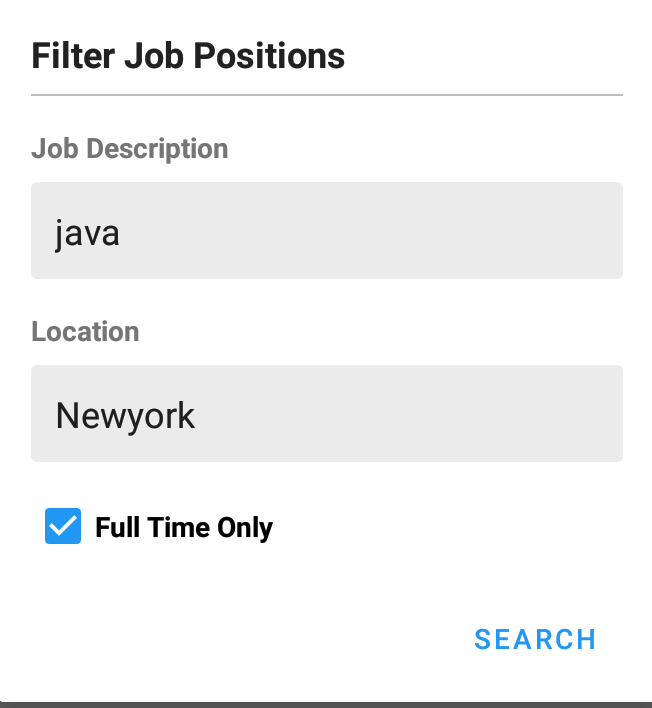 Filter Job Positions
Job Description
java
Location
Newyork
Full Time Only
SEARCH